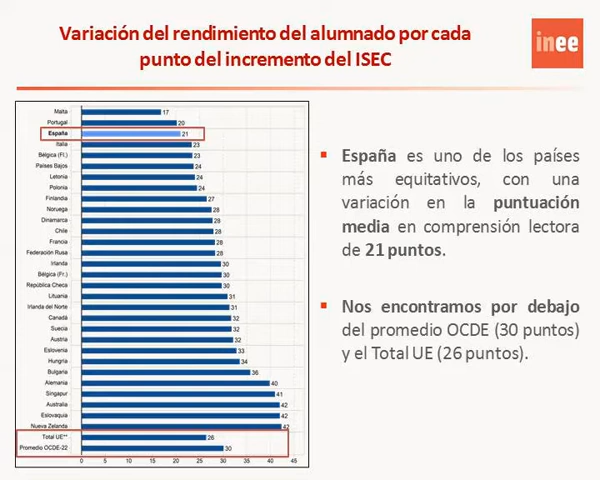 Variación del rendimiento del alumnado por cada
punto del incremento del ISEC
inee
Malta 17
Portugal 20
España 21
Italia 23
Bélgica (Fl.) 23
Países Bajos 24
Letonia 24
Polonia 24
Finlandia 27
Noruega 28
Dinamarca 28
Chile 28
Francia 28
Federación Rusa 28
Irlanda 30
Bélgica (Fr.) 30
República Checa 30
Lituania 31
Irlanda del Norte 31
Canadá 32
Suecia 32
Austria 32
Eslovenia 33
Hungría 34
Bulgaria 36
Alemania 40
Singapur 41
Australia 42
Eslovaquia 42
Nueva Zelanda 42
Total UE** 26
Promedio OCDE-22 30
0 5 10 15 20 25 30 35 40 45
España es uno de los países
más equitativos, con una
variación en la puntuación
media en comprensión lectora
de 21 puntos.
Nos encontramos por debajo
del promedio OCDE (30 puntos)
y el Total UE (26 puntos).